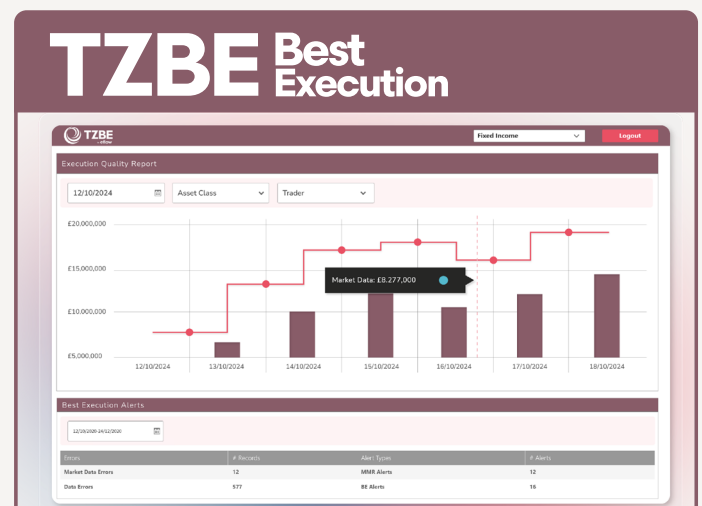 TZBE Best
Execution
TZBE
eflow
Fixed Income
Logout
Execution Quality Report
12/10/2024
Asset Class
Trader
£20,000,000
£15,000,000
£10,000,000
£5,000,000
Market Data: £8.277,000
12/10/2024
13/10/2024
14/10/2024
15/10/2024
16/10/2024
17/10/2024
18/10/2024
Best Execution Alerts
Errors # Records Alert Types # Alerts
Market Data Errors 12 MMR Alerts 12
Data Errors 577 BE Alerts 16